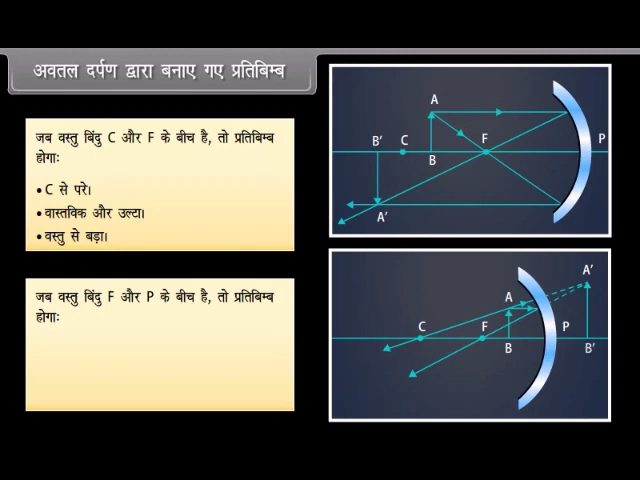 अवतल दर्पण द्वारा बनाए गए प्रतिबिम्ब
जब वस्तु बिंदु C और F के बीच है, तो प्रतिबिम्ब
होगाः
• C से परे।
• वास्तविक और उल्टा।
• वस्तु से बड़ा।
A
B' C F P
B
A'
जब वस्तु बिंदु F और P के बीच है, तो प्रतिबिम्ब
होगाः
A'
A
C F P
B B'